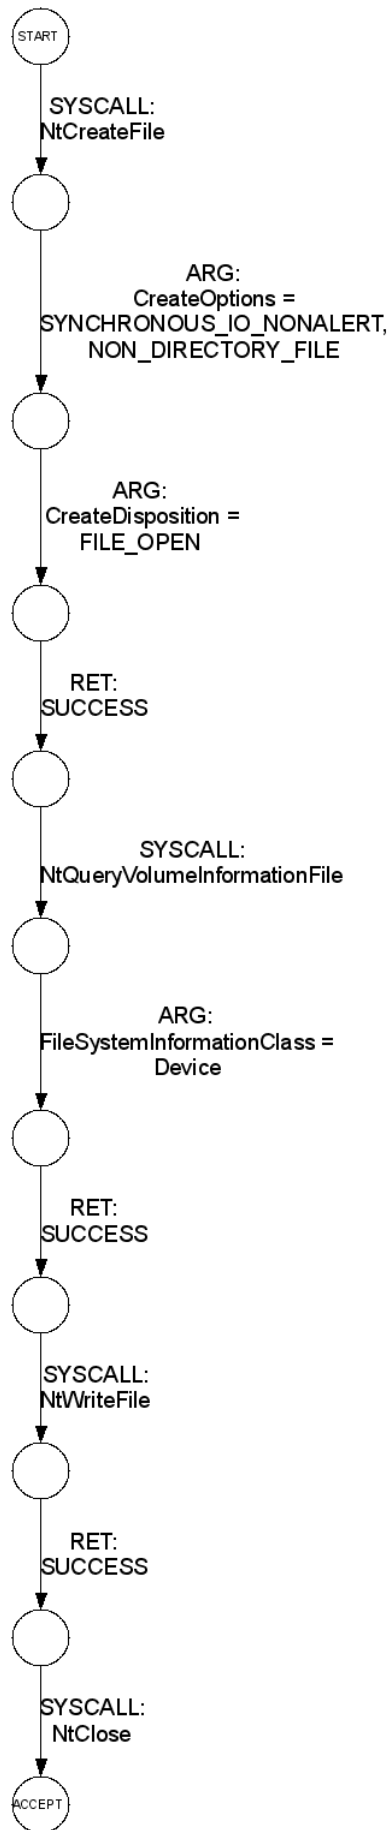 START
SYSCALL:
NtCreateFile
ARG:
CreateOptions =
SYNCHRONOUS_IO_NONALERT,
NON_DIRECTORY_FILE
ARG:
CreateDisposition =
FILE_OPEN
RET:
SUCCESS
SYSCALL:
NtQueryVolumeInformationFile
ARG:
FileSystemInformationClass =
Device
RET:
SUCCESS
SYSCALL:
NtWriteFile
RET:
SUCCESS
SYSCALL:
NtClose
ACCEPT